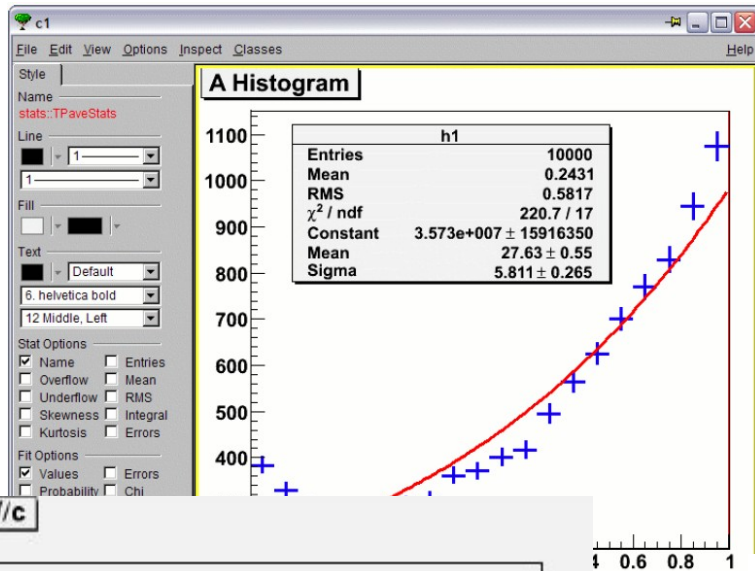 c1
File Edit View Options Inspect Classes Help
Style
Name
stats::TPaveStats
Line
1
1
Fill
Text
Default
6. helvetica bold
12 Middle, Left
Stat Options
Name Entries
Overflow Mean
Underflow RMS
Skewness Integral
Kurtosis Errors
Fit Options
Values Errors
Probability Chi
A Histogram
h1
Entries 10000
Mean 0.2431
RMS 0.5817
χ² / ndf 220.7 / 17
Constant 3.573e+007 ± 15916350
Mean 27.63 ± 0.55
Sigma 5.811 ± 0.265
1100
1000
900
800
700
600
500
400
0.6 0.8 1